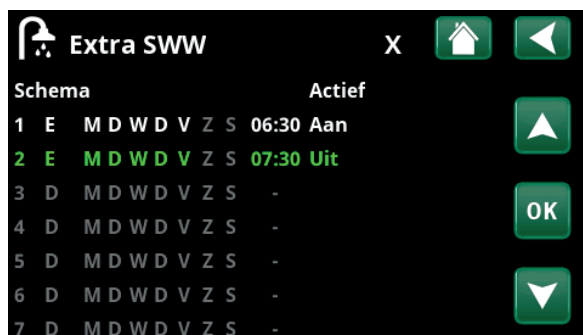 Extra SWW X
Schema Actief
1 E M D W D V Z S 06:30 Aan
2 E M D W D V Z S 07:30 Uit
3 D M D W D V Z S -
4 D M D W D V Z S -
OK
5 D M D W D V Z S -
6 D M D W D V Z S -
7 D M D W D V Z S -